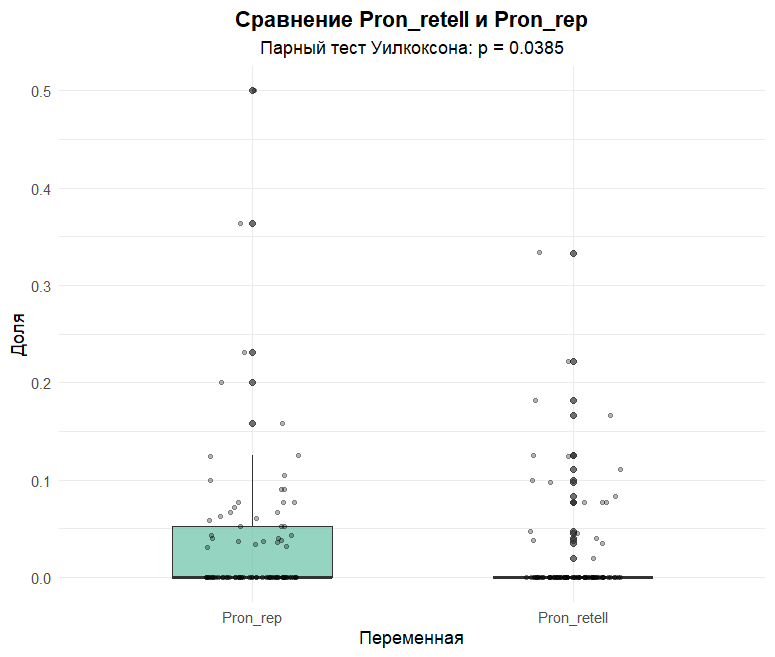 Сравнение Pron_retell и Pron_rep
Парный тест Уилкоксона: p = 0.0385
0.5
0.4
0.3
0.2
0.1
0.0
Доля
Pron_rep
Pron_retell
Переменная